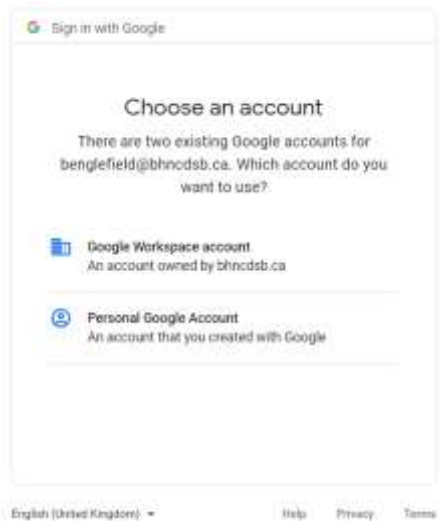 Sign in with Google
Choose an account
There are two existing Google accounts for
benglefield@bhncdsb.ca. Which account do you
want to use?
Google Workspace account
An account owned by bhncdsb.ca
Personal Google Account
An account that you created with Google
English (United Kingdom)
Help Privacy Terms